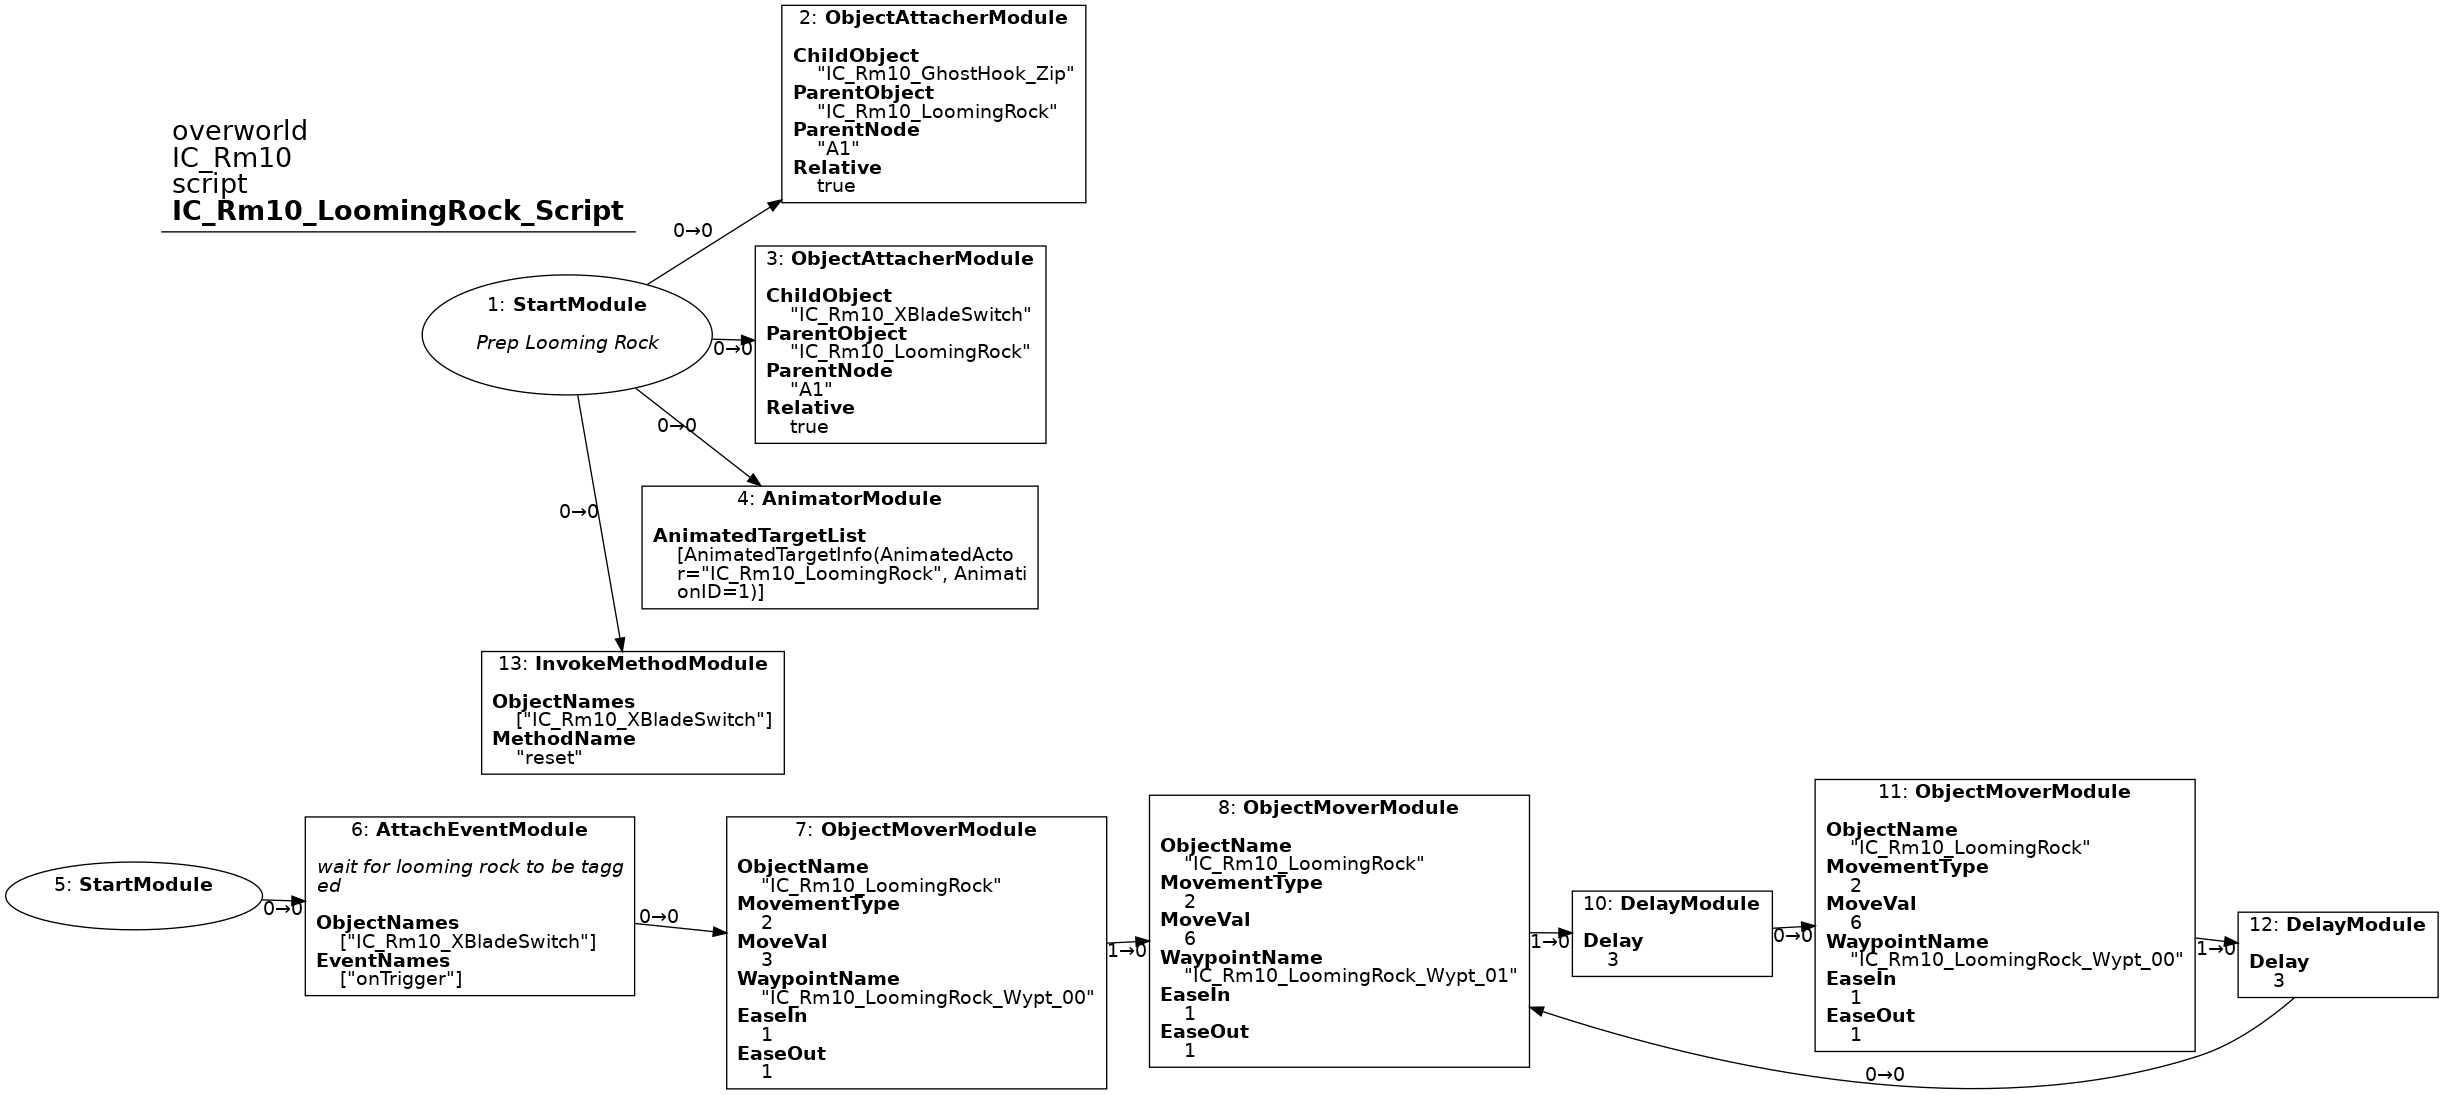 overworld
IC_Rm10
script
IC_Rm10_LoomingRock_Script
2: ObjectAttacherModule
ChildObject
"IC_Rm10_GhostHook_Zip"
ParentObject
"IC_Rm10_LoomingRock"
ParentNode
"A1"
Relative
true
0→0
1: StartModule
Prep Looming Rock
0→0
3: ObjectAttacherModule
ChildObject
"IC_Rm10_XBladeSwitch"
ParentObject
"IC_Rm10_LoomingRock"
ParentNode
"A1"
Relative
true
0→0
4: AnimatorModule
AnimatedTargetList
[AnimatedTargetInfo(AnimatedActo
r="IC_Rm10_LoomingRock", Animati
onID=1)]
0→0
13: InvokeMethodModule
ObjectNames
["IC_Rm10_XBladeSwitch"]
MethodName
"reset"
5: StartModule
0→0
6: AttachEventModule
wait for looming rock to be tagg
ed
ObjectNames
["IC_Rm10_XBladeSwitch"]
EventNames
["onTrigger"]
0→0
7: ObjectMoverModule
ObjectName
"IC_Rm10_LoomingRock"
MovementType
2
MoveVal
3
WaypointName
"IC_Rm10_LoomingRock_Wypt_00"
EaseIn
1
EaseOut
1
1→0
8: ObjectMoverModule
ObjectName
"IC_Rm10_LoomingRock"
MovementType
2
MoveVal
6
WaypointName
"IC_Rm10_LoomingRock_Wypt_01"
EaseIn
1
EaseOut
1
1→0
10: DelayModule
Delay
3
0→0
11: ObjectMoverModule
ObjectName
"IC_Rm10_LoomingRock"
MovementType
2
MoveVal
6
WaypointName
"IC_Rm10_LoomingRock_Wypt_00"
EaseIn
1
EaseOut
1
1→0
12: DelayModule
Delay
3
0→0